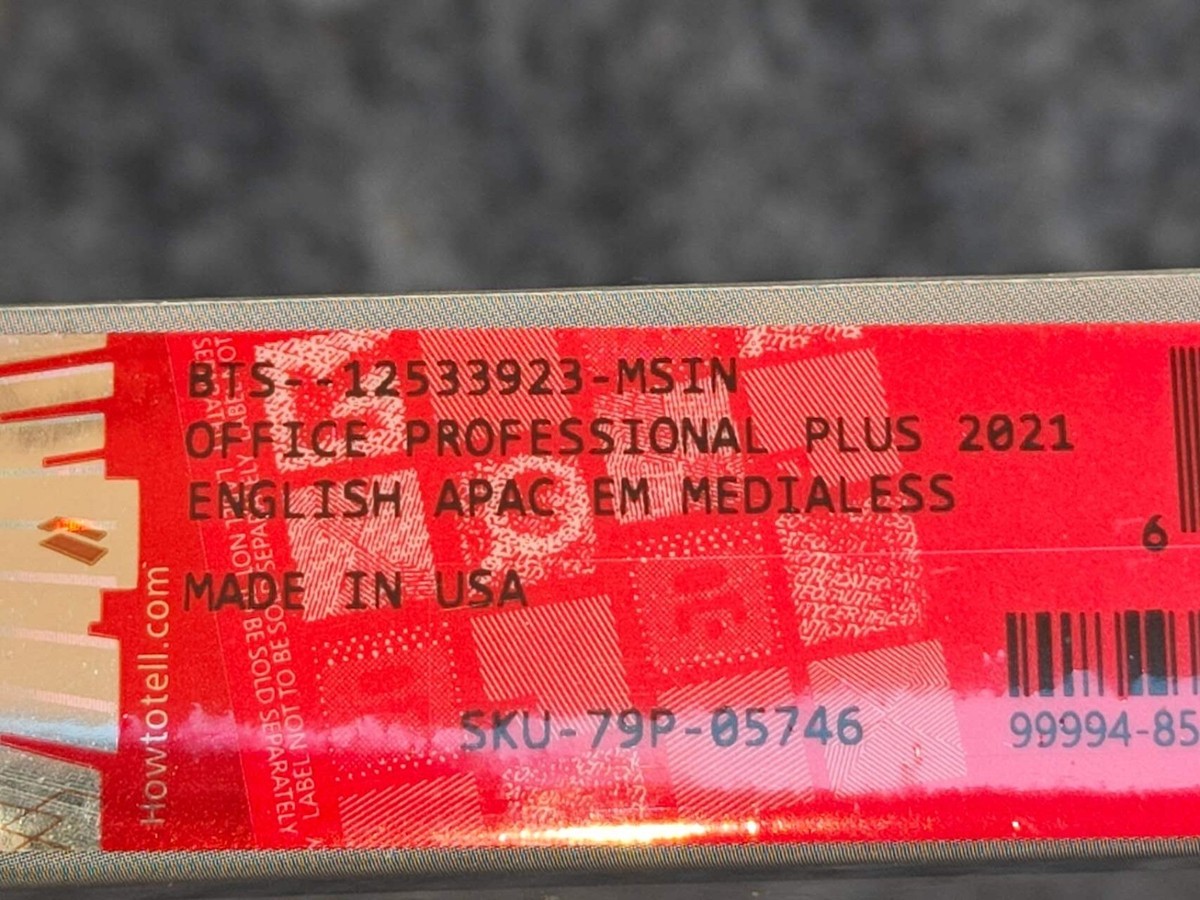 BTS--12533923-MSIN
OFFICE PROFESSIONAL PLUS 2021
ENGLISH APAC EM MEDIALESS
6
MADE IN USA
SKU-79P-05746
99994-85
Howtotell.com
LABEL NOT TO BE SOLD SEPARATELY